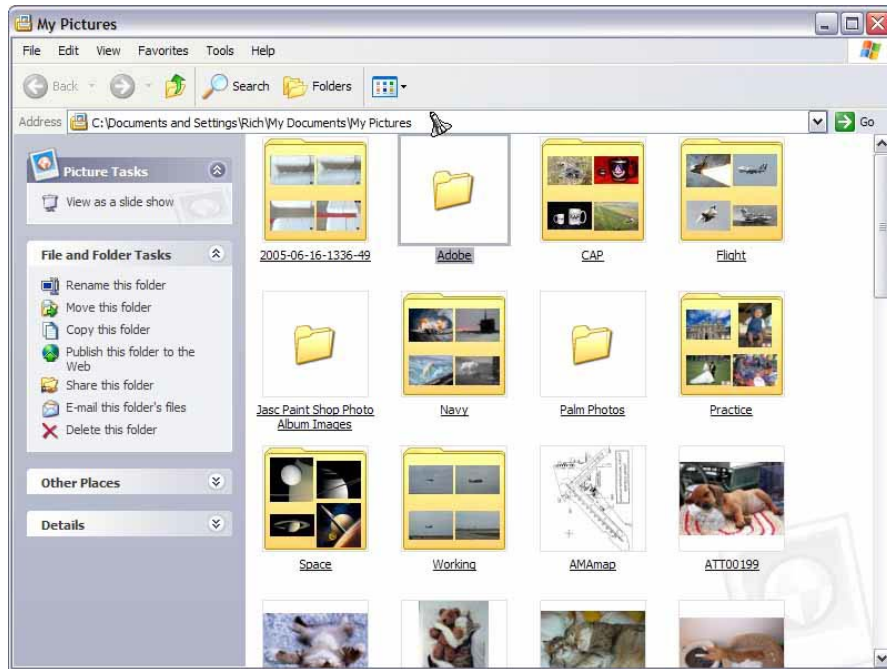 My Pictures
File Edit View Favorites Tools Help
Back Search Folders
Address C:\Documents and Settings\Rich\My Documents\My Pictures Go
Picture Tasks
View as a slide show
File and Folder Tasks
Rename this folder
Move this folder
Copy this folder
Publish this folder to the
Web
Share this folder
E-mail this folder's files
Delete this folder
Other Places
Details
2005-06-16-1336-49 Adobe CAP Flight
Jasc Paint Shop Photo
Album Images Navy Palm Photos Practice
Space Working AMAmap ATT00199